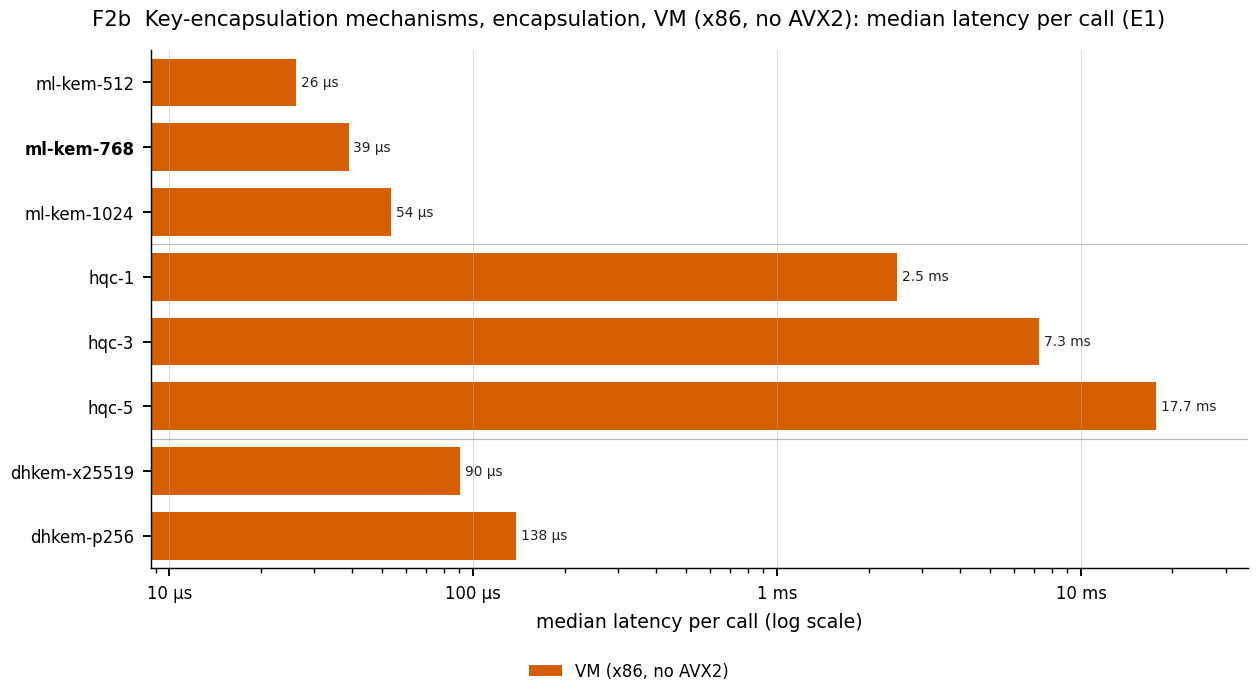 F2b  Key-encapsulation mechanisms, encapsulation, VM (x86, no AVX2): median latency per call (E1)
ml-kem-512
26 µs
ml-kem-768
39 µs
ml-kem-1024
54 µs
hqc-1
2.5 ms
hqc-3
7.3 ms
hqc-5
17.7 ms
dhkem-x25519
90 µs
dhkem-p256
138 µs
10 µs
100 µs
1 ms
10 ms
median latency per call (log scale)
VM (x86, no AVX2)